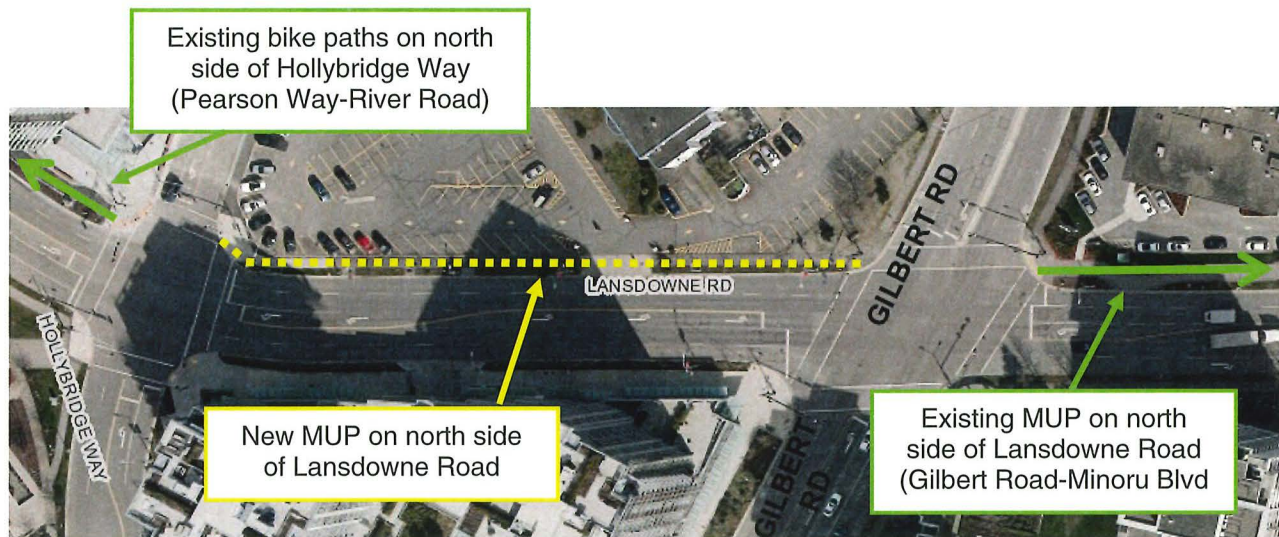 Existing bike paths on north
side of Hollybridge Way
(Pearson Way-River Road)
GILBERT RD
LANSDOWNE RD
HOLLYBRIDGE WAY
New MUP on north side
of Lansdowne Road
GILBERT
RD
Existing MUP on north
side of Lansdowne Road
(Gilbert Road-Minoru Blvd